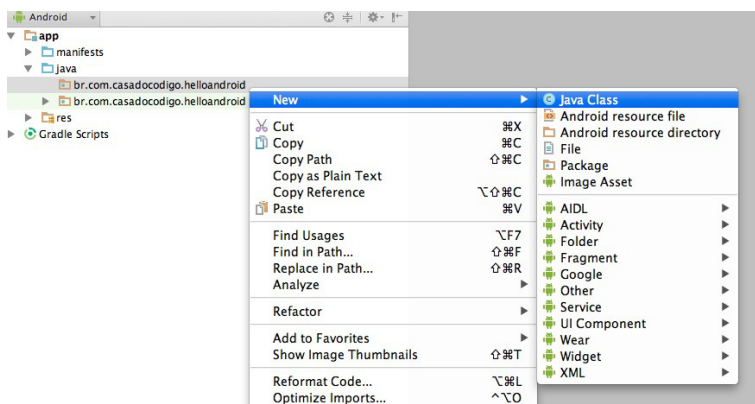 Android
app
manifests
java
br.com.casadocodigo.helloandroid
br.com.casadocodigo.helloandroid
res
Gradle Scripts
New
Cut ⌘X
Copy ⌘C
Copy Path ⇧⌘C
Copy as Plain Text
Copy Reference ⌥⇧⌘C
Paste ⌘V
Find Usages ⌥F7
Find in Path... ⇧⌘F
Replace in Path... ⇧⌘R
Analyze
Refactor
Add to Favorites
Show Image Thumbnails ⇧⌘T
Reformat Code... ⌥⌘L
Optimize Imports... ^⌥O
Java Class
Android resource file
Android resource directory
File
Package
Image Asset
AIDL
Activity
Folder
Fragment
Google
Other
Service
UI Component
Wear
Widget
XML